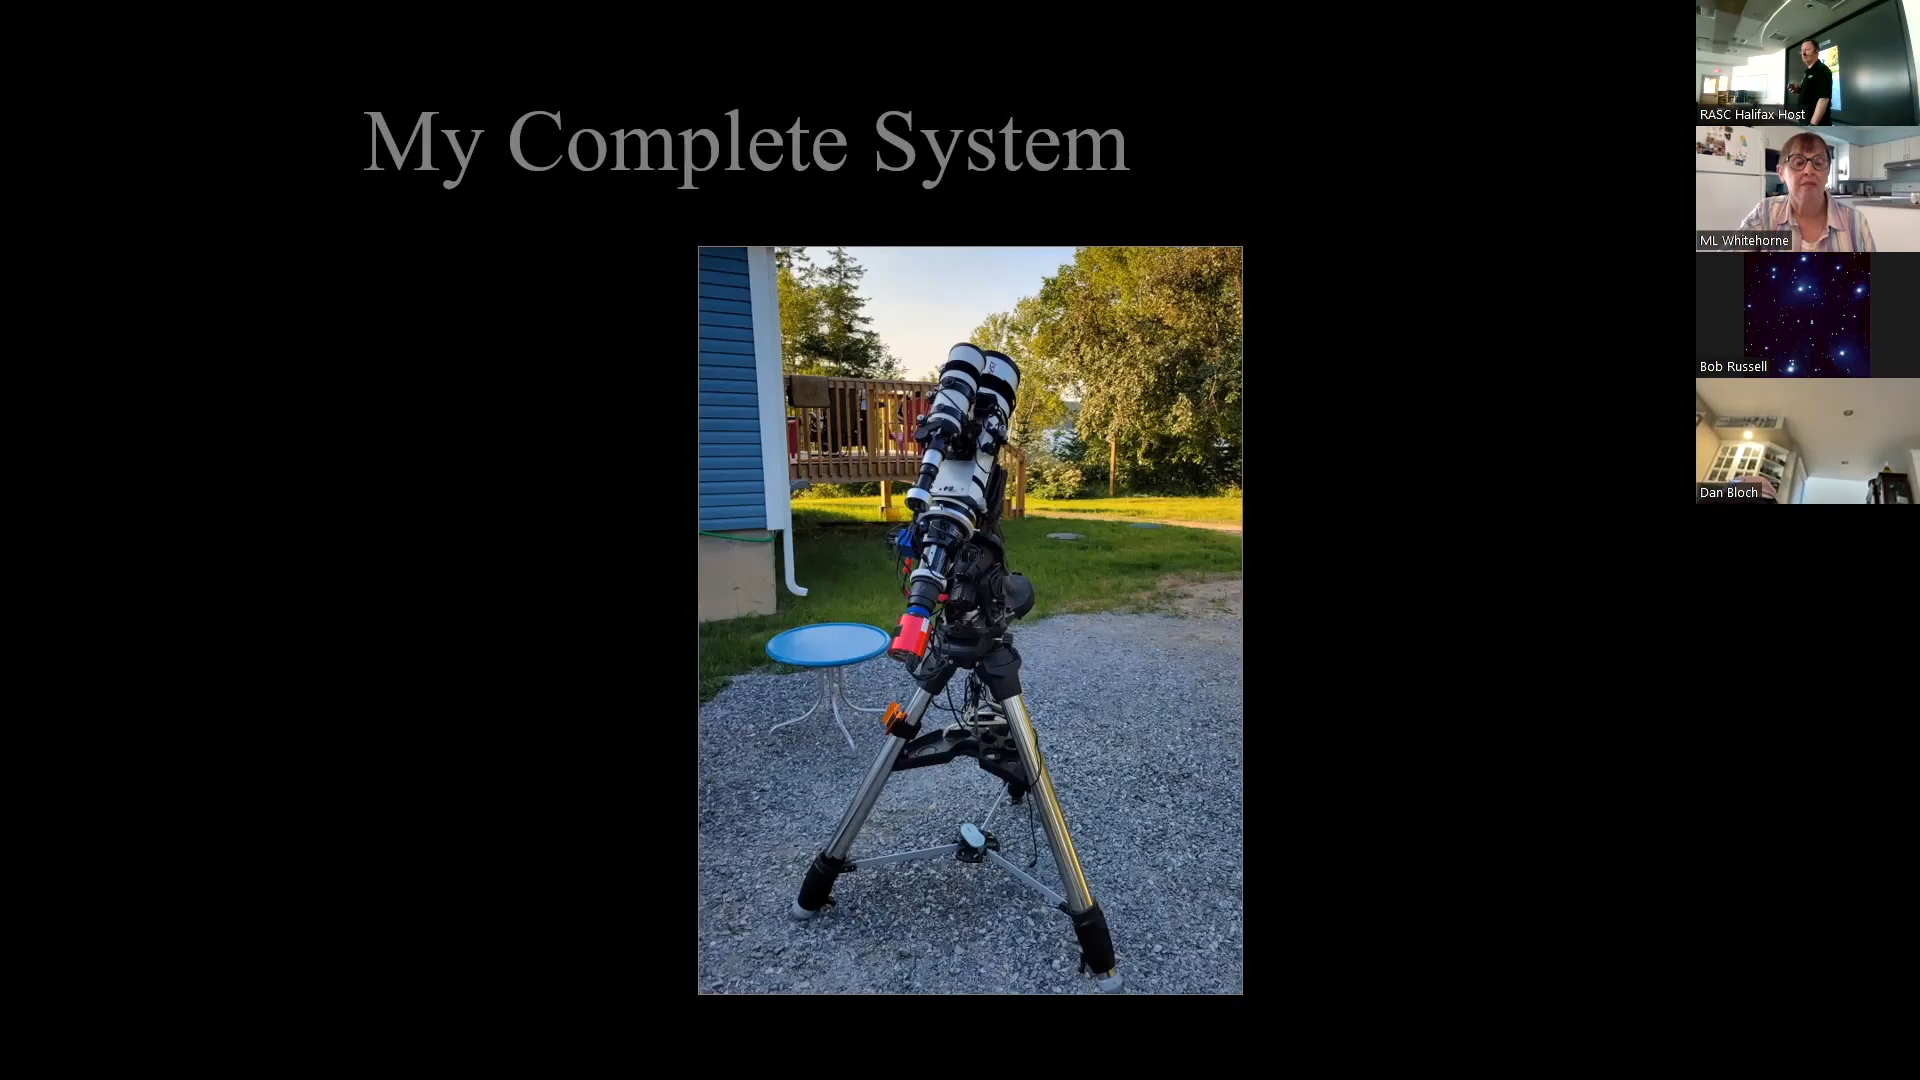 My Complete System
RASC Halifax Host
ML Whitehorne
Bob Russell
Dan Bloch